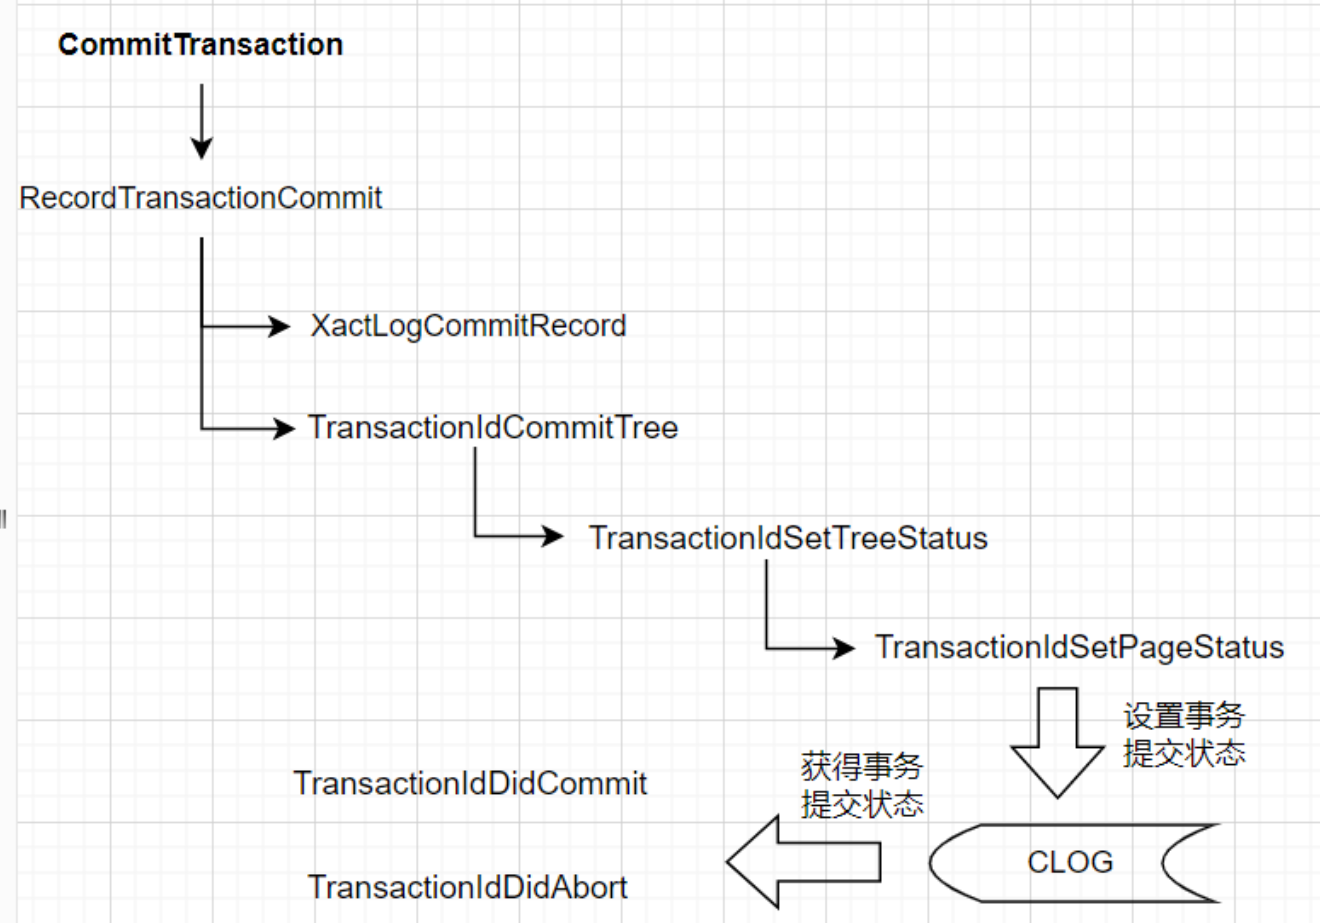 CommitTransaction
RecordTransactionCommit
XactLogCommitRecord
TransactionIdCommitTree
TransactionIdSetTreeStatus
TransactionIdSetPageStatus
设置事务
提交状态
获得事务
提交状态
TransactionIdDidCommit
CLOG
TransactionIdDidAbort